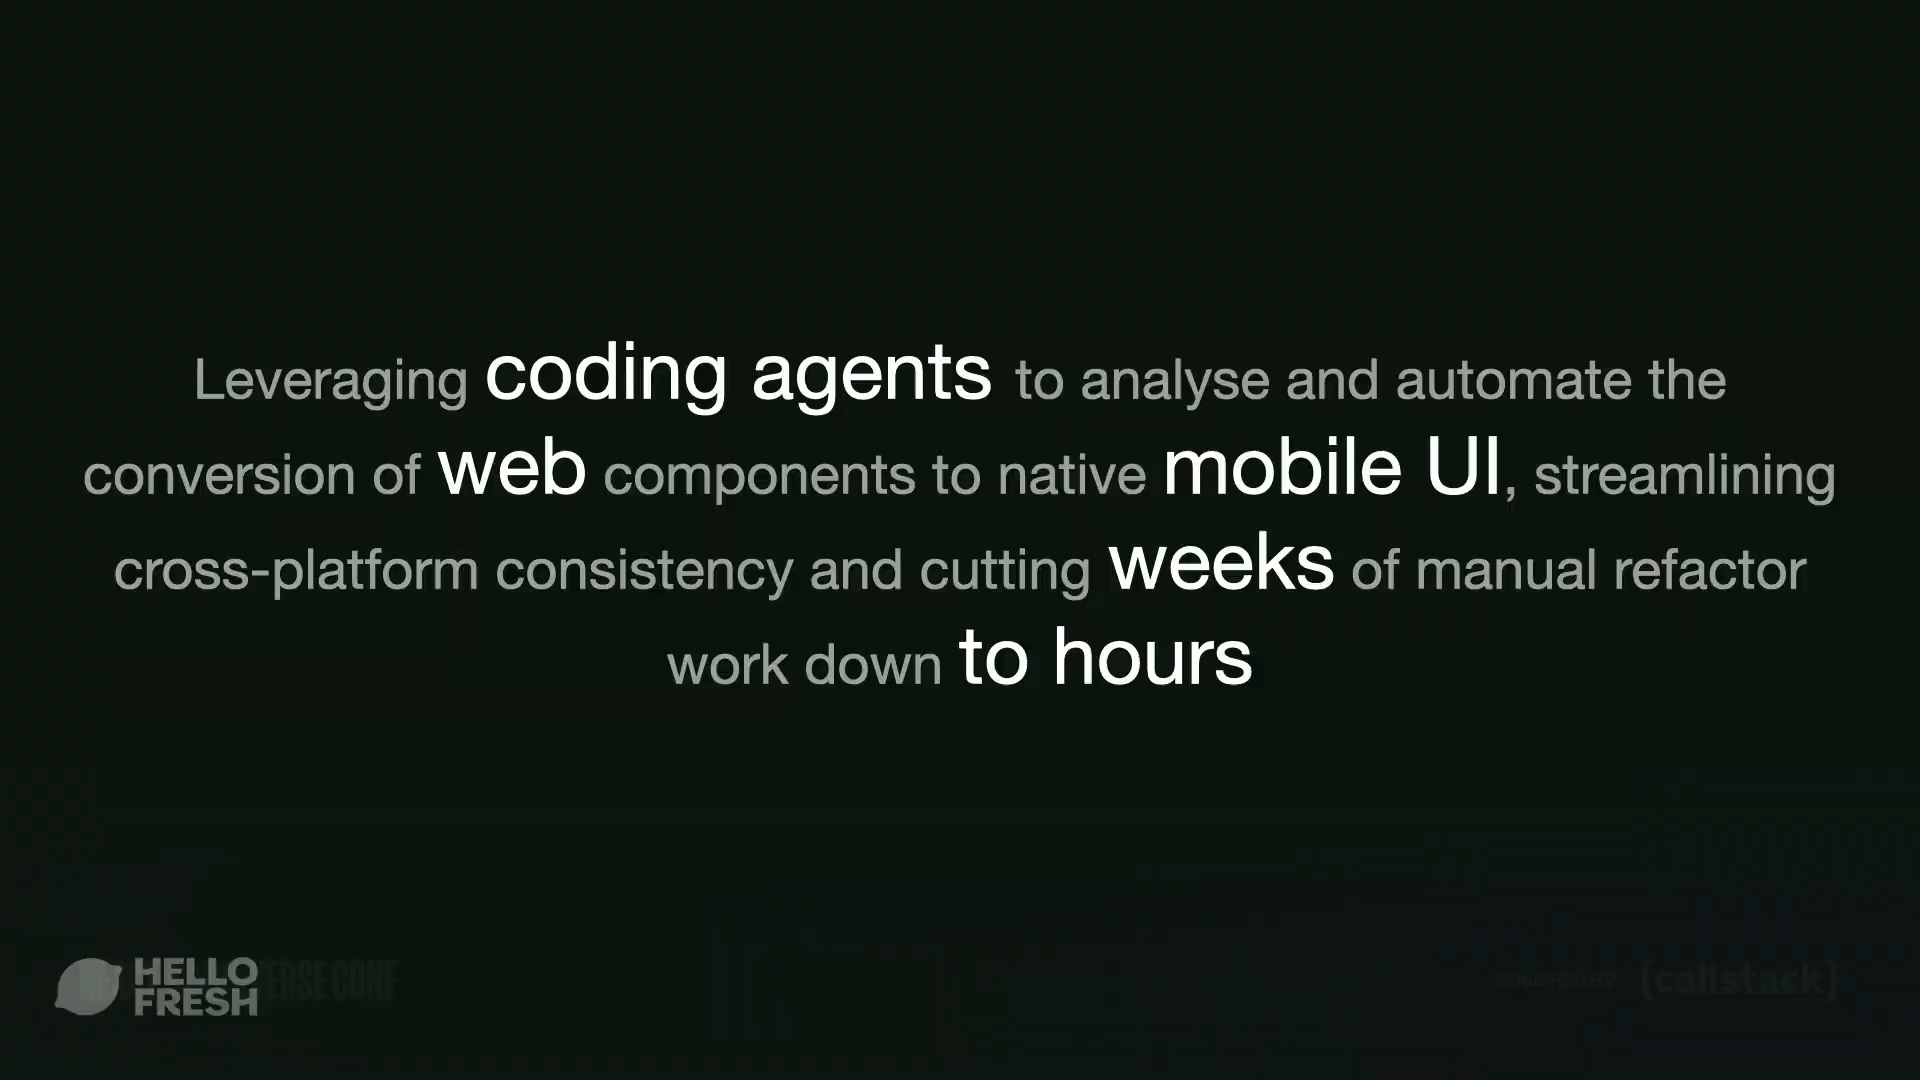 Leveraging coding agents to analyse and automate the
conversion of web components to native mobile UI, streamlining
cross-platform consistency and cutting weeks of manual refactor
work down to hours
HELLO
FRESH
{callstack}